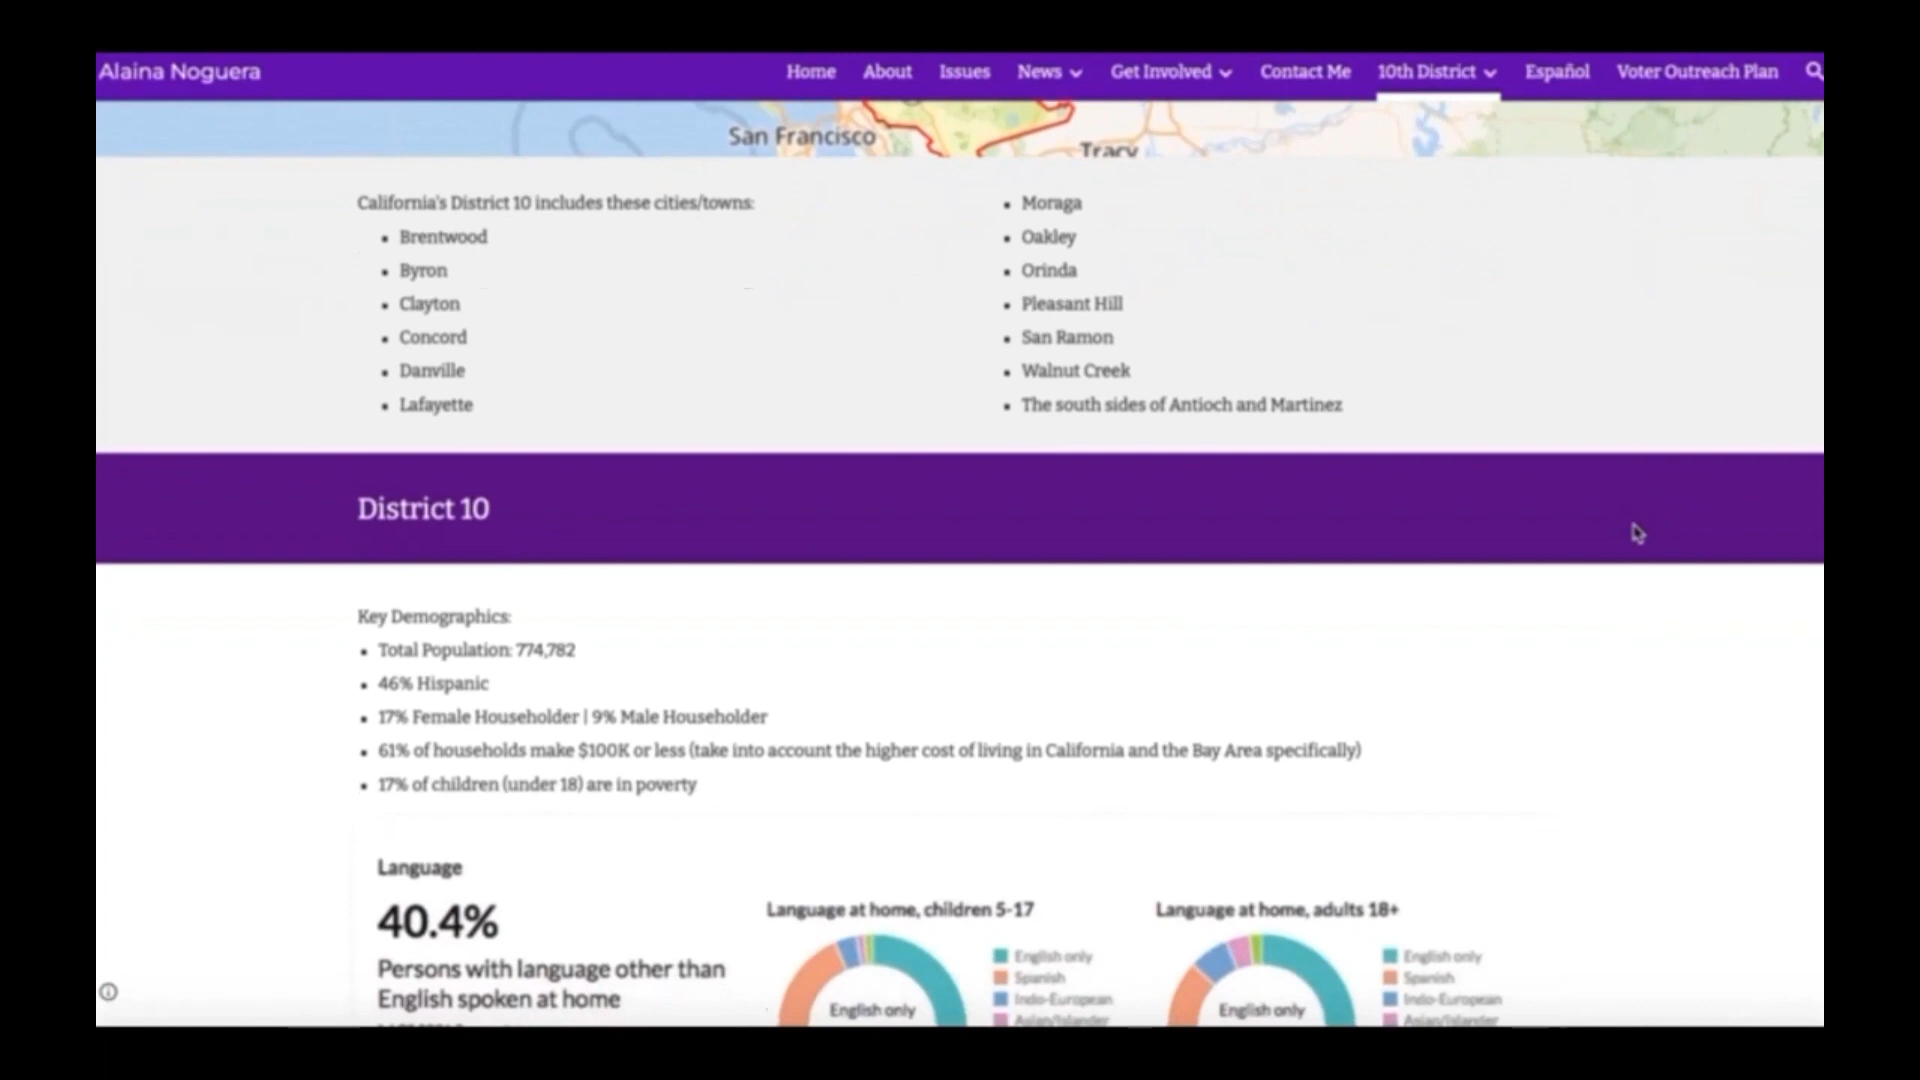 Alaina Noguera
Home About Issues News Get Involved Contact Me 10th District Español Voter Outreach Plan
San Francisco
Tracy
California's District 10 includes these cities/towns:
Brentwood
Byron
Clayton
Concord
Danville
Lafayette
Moraga
Oakley
Orinda
Pleasant Hill
San Ramon
Walnut Creek
The south sides of Antioch and Martinez
District 10
Key Demographics:
Total Population: 774,782
46% Hispanic
17% Female Householder | 9% Male Householder
61% of households make $100K or less (take into account the higher cost of living in California and the Bay Area specifically)
17% of children (under 18) are in poverty
Language
40.4%
Persons with language other than
English spoken at home
Language at home, children 5-17
English only
English only
Spanish
Indo-European
Asian/Islander
Language at home, adults 18+
English only
English only
Spanish
Indo-European
Asian/Islander